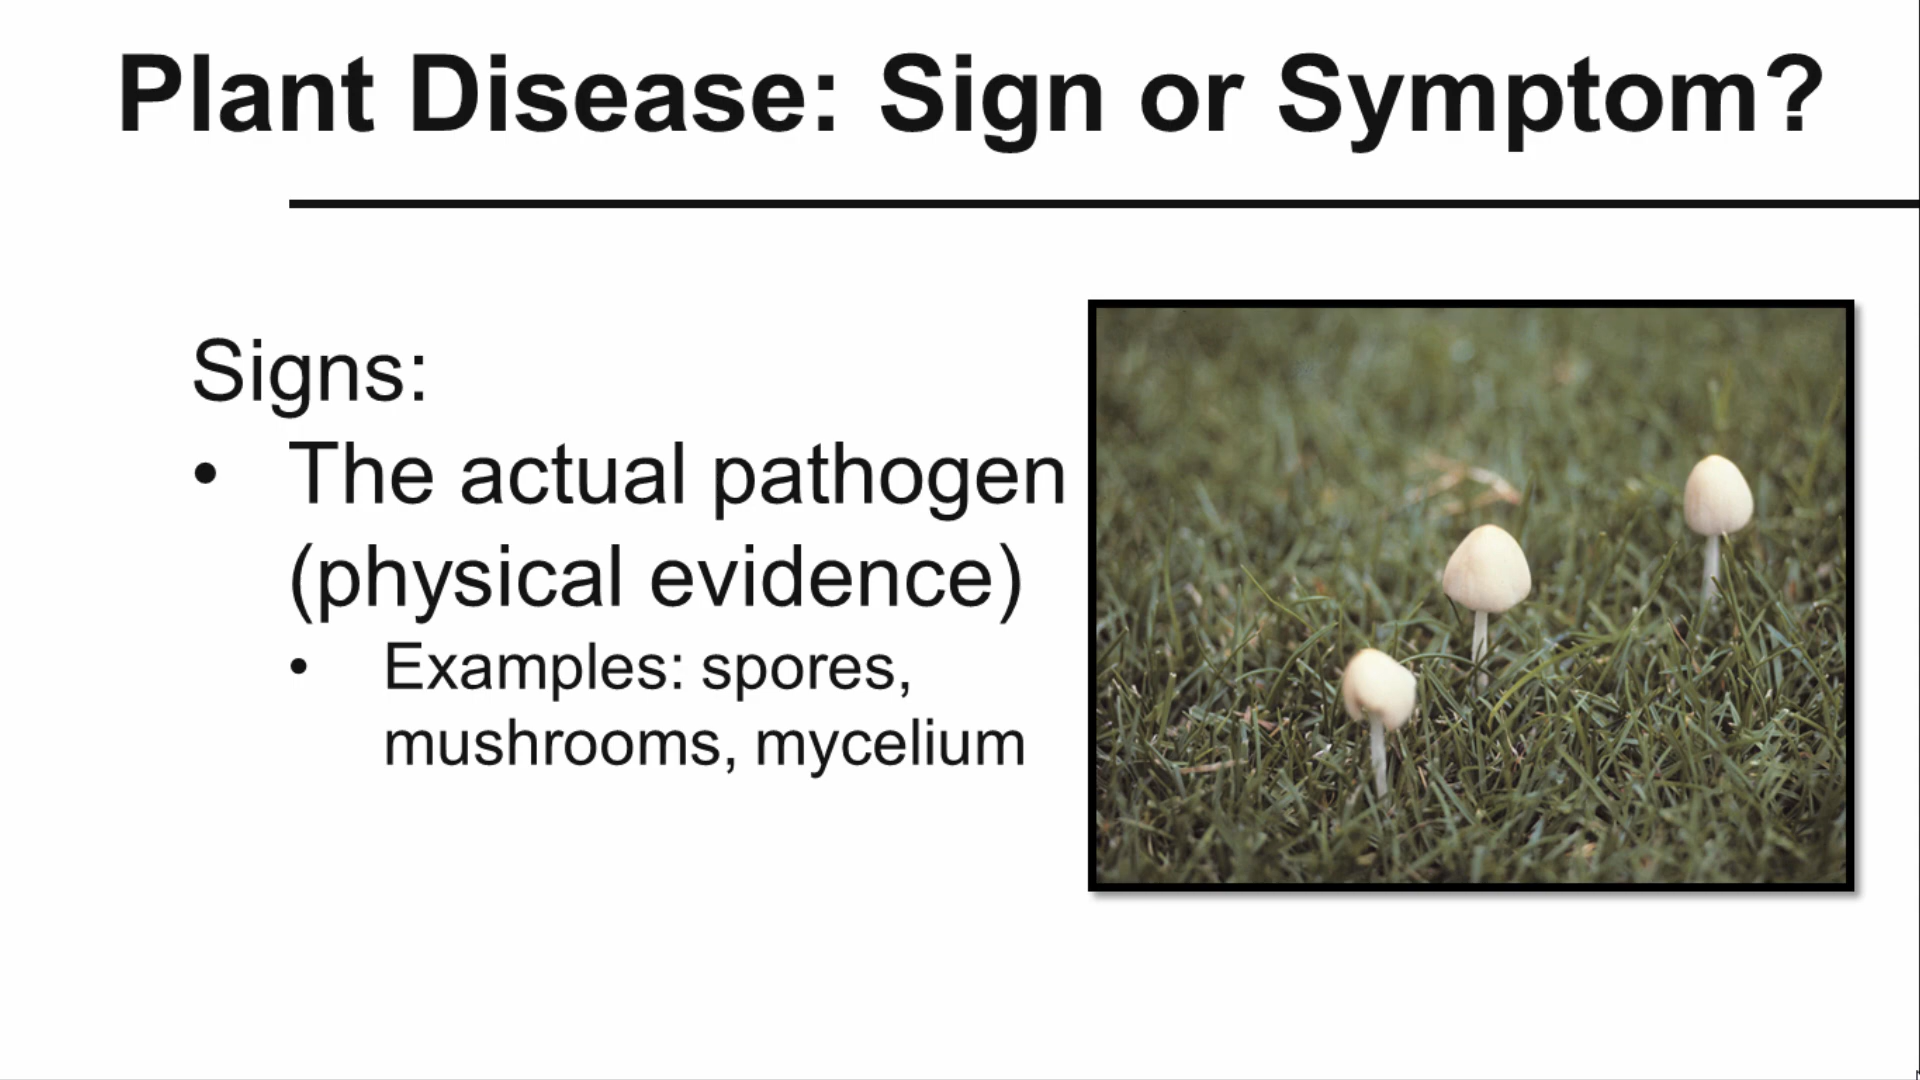 Plant Disease: Sign or Symptom?
Signs:
• The actual pathogen
(physical evidence)
• Examples: spores,
mushrooms, mycelium